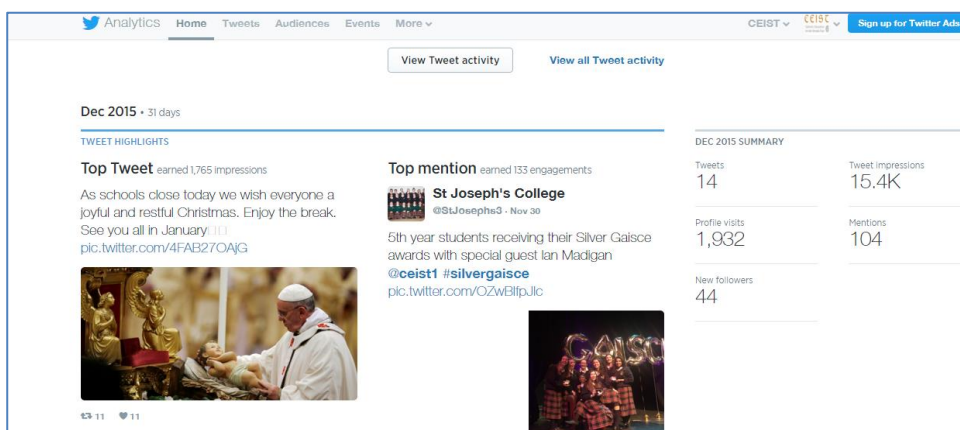 Analytics Home Tweets Audiences Events More CEIST CEIST Sign up for Twitter Ads
View Tweet activity View all Tweet activity
Dec 2015 • 31 days
TWEET HIGHLIGHTS
Top Tweet earned 1,765 impressions
As schools close today we wish everyone a
joyful and restful Christmas. Enjoy the break.
See you all in January
pic.twitter.com/4FAB27OAjG
11 11
Top mention earned 133 engagements
St Joseph's College
@StJosephs3 · Nov 30
5th year students receiving their Silver Gaisce
awards with special guest Ian Madigan
@ceist1 #silvergaisce
pic.twitter.com/OZwBlfpJlc
GAISC
DEC 2015 SUMMARY
Tweets
14
Tweet impressions
15.4K
Profile visits
1,932
Mentions
104
New followers
44